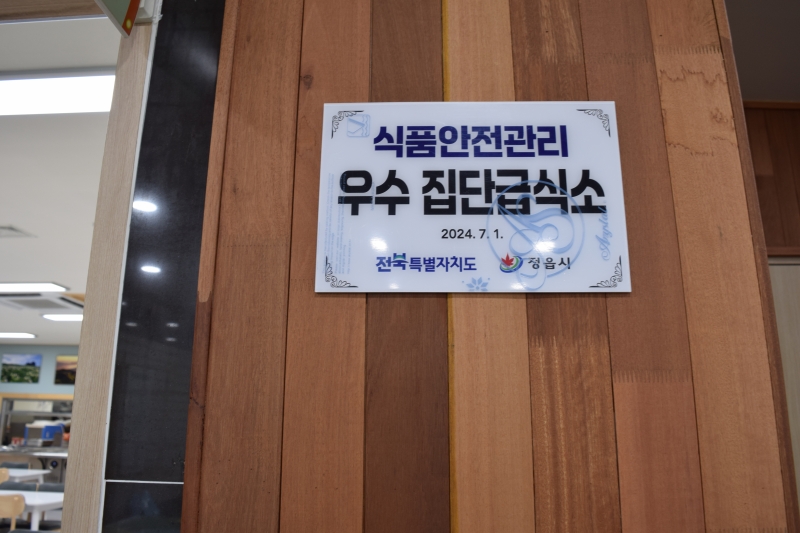 식품안전관리
우수 집단급식소
2024. 7. 1.
전북특별자치도 정읍시